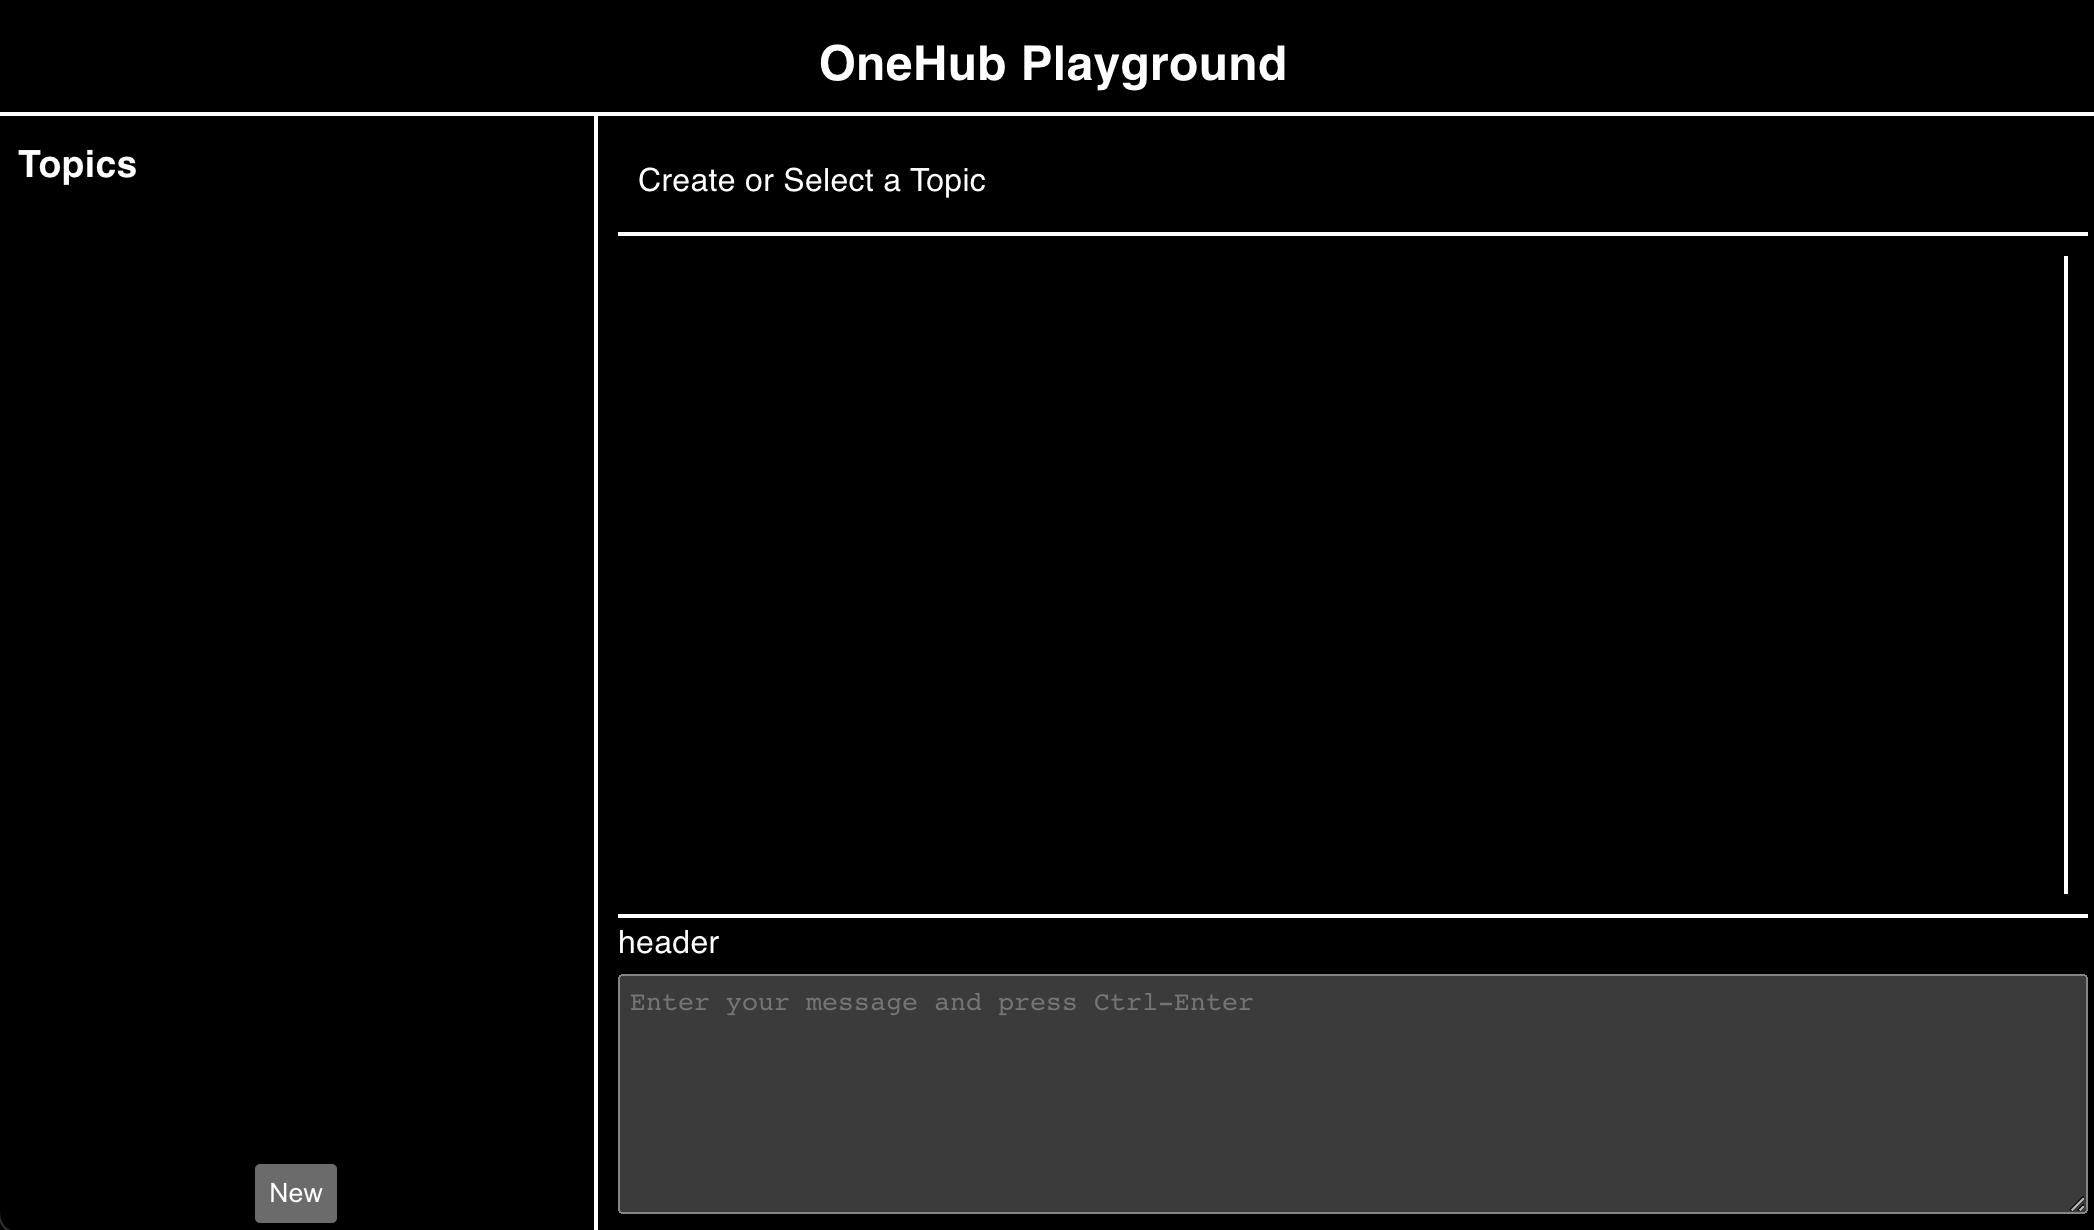 OneHub Playground
Topics
Create or Select a Topic
header
Enter your message and press Ctrl-Enter
New